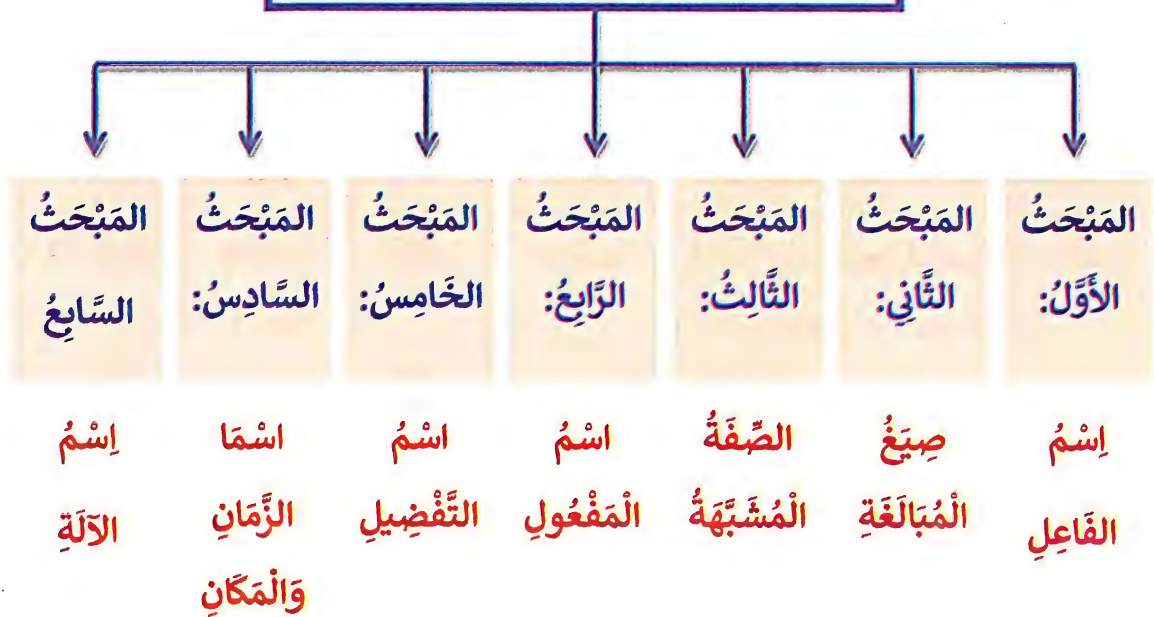 المَبْحَثُ
الأَوَّلُ:
اِسْمُ
الفَاعِلِ
المَبْحَثُ
الثَّانِي:
صِيَغُ
الْمُبَالَغَةِ
المَبْحَثُ
الثَّالِثُ:
الصِّفَةُ
الْمُشَبَّهَةُ
المَبْحَثُ
الرَّابِعُ:
اسْمُ
الْمَفْعُولِ
المَبْحَثُ
الخَامِسُ:
اسْمُ
التَّفْضِيلِ
المَبْحَثُ
السَّادِسُ:
اسْمَا
الزَّمَانِ
وَالْمَكَانِ
المَبْحَثُ
السَّابِعُ
اِسْمُ
الآلَةِ